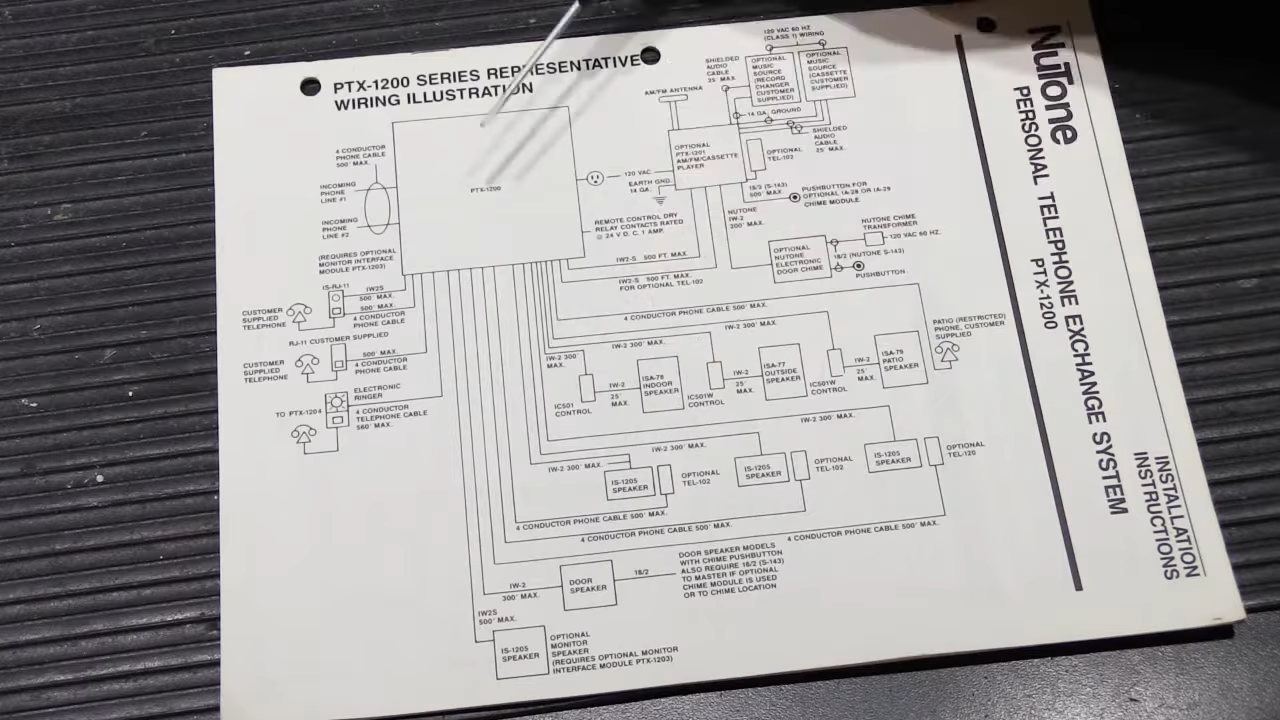 PTX-1200 SERIES REPRESENTATIVE
WIRING ILLUSTRATION
4 CONDUCTOR
PHONE CABLE
500' MAX.
INCOMING
PHONE
LINE #1
INCOMING
PHONE
LINE #2
(REQUIRES OPTIONAL
MONITOR INTERFACE
MODULE PTX-1203)
PTX-1200
120 VAC
EARTH GND.
14 GA.
REMOTE CONTROL DRY
RELAY CONTACTS RATED
@ 24 V.D.C. 1 AMP.
AM/FM ANTENNA
SHIELDED
AUDIO
CABLE
25' MAX.
120 VAC 60 HZ
(CLASS 1) WIRING
OPTIONAL
MUSIC
SOURCE
(RECORD
CHANGER
CUSTOMER
SUPPLIED)
OPTIONAL
MUSIC
SOURCE
(CASSETTE
CUSTOMER
SUPPLIED)
14 GA. GROUND
SHIELDED
AUDIO
CABLE
25' MAX.
OPTIONAL
PTX-1201
AM/FM/CASSETTE
PLAYER
OPTIONAL
TEL-102
18/2 (S-143)
500' MAX
PUSHBUTTON FOR
OPTIONAL IA-28 OR IA-29
CHIME MODULE.
NUTONE
IW-2
300' MAX.
NUTONE CHIME
TRANSFORMER
120 VAC 60 HZ.
OPTIONAL
NUTONE
ELECTRONIC
DOOR CHIME
18/2 (NUTONE S-143)
PUSHBUTTON
IW2-S 500 FT. MAX.
IW2-S 500 FT. MAX.
FOR OPTIONAL TEL-102
IS-RJ-11
IW2S
500' MAX.
500' MAX.
4 CONDUCTOR
PHONE CABLE
CUSTOMER
SUPPLIED
TELEPHONE
RJ-11 CUSTOMER SUPPLIED
500' MAX.
4 CONDUCTOR
PHONE CABLE
CUSTOMER
SUPPLIED
TELEPHONE
ELECTRONIC
RINGER
TO PTX-1204
4 CONDUCTOR
TELEPHONE CABLE
560' MAX.
4 CONDUCTOR PHONE CABLE 500' MAX.
IW-2 300' MAX.
IW-2 300' MAX.
IW-2 300'
MAX.
IC501
CONTROL
IW-2
25'
MAX.
ISA-78
INDOOR
SPEAKER
IC501W
CONTROL
IW-2
25'
MAX.
ISA-77
OUTSIDE
SPEAKER
IC501W
CONTROL
IW-2
25'
MAX.
ISA-79
PATIO
SPEAKER
PATIO (RESTRICTED)
PHONE, CUSTOMER
SUPPLIED
IW-2 300' MAX.
IW-2 300' MAX.
IW-2 300' MAX.
IS-1205
SPEAKER
OPTIONAL
TEL-102
IS-1205
SPEAKER
OPTIONAL
TEL-102
IS-1205
SPEAKER
OPTIONAL
TEL-120
4 CONDUCTOR PHONE CABLE 500' MAX.
4 CONDUCTOR PHONE CABLE 500' MAX.
4 CONDUCTOR PHONE CABLE 500' MAX.
IW-2
300' MAX.
DOOR
SPEAKER
18/2
DOOR SPEAKER MODELS
WITH CHIME PUSHBUTTON
ALSO REQUIRE 18/2 (S-143)
TO MASTER IF OPTIONAL
CHIME MODULE IS USED
OR TO CHIME LOCATION
IW2S
500' MAX.
IS-1205
SPEAKER
OPTIONAL
MONITOR
SPEAKER
(REQUIRES OPTIONAL MONITOR
INTERFACE MODULE PTX-1203)
NuTone
PERSONAL TELEPHONE EXCHANGE SYSTEM
PTX-1200
INSTALLATION
INSTRUCTIONS